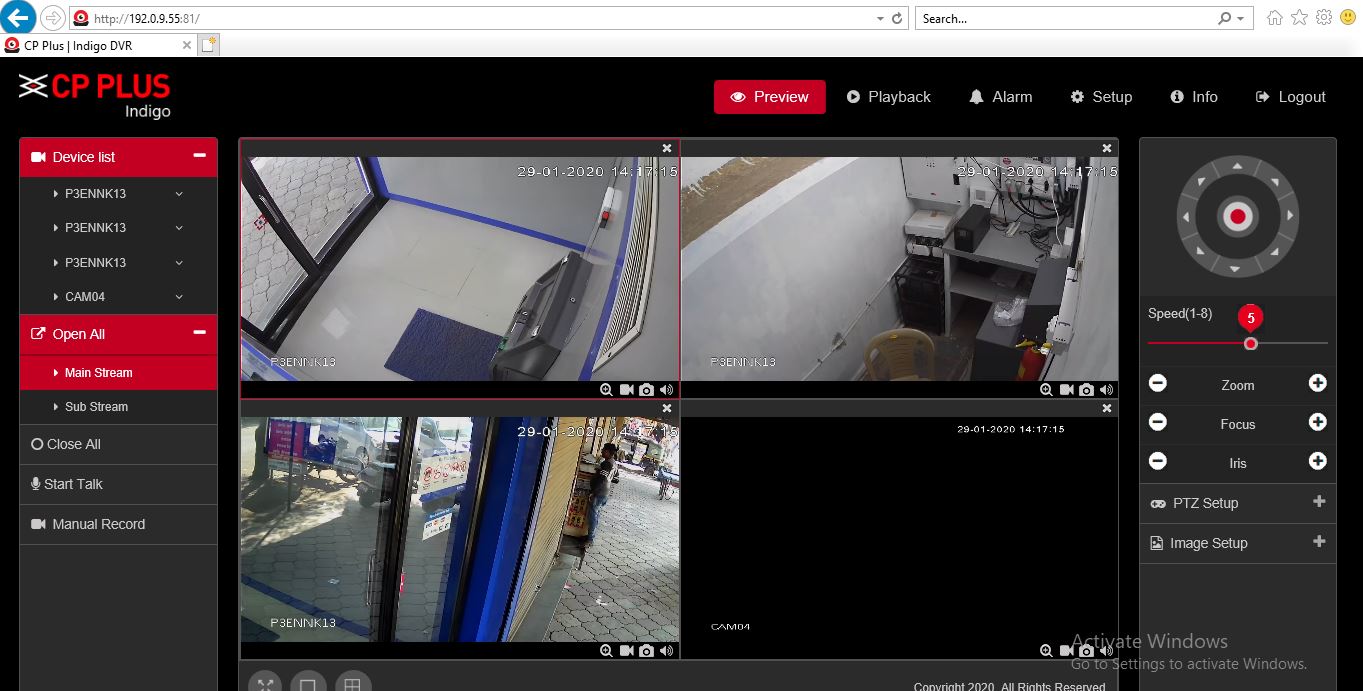 http://192.0.9.55:81/
Search...
CP Plus | Indigo DVR
CP PLUS
Indigo
Preview
Playback
Alarm
Setup
Info
Logout
Device list
P3ENNK13
P3ENNK13
P3ENNK13
CAM04
Open All
Main Stream
Sub Stream
Close All
Start Talk
Manual Record
29-01-2020 14:17:15
P3ENNK13
29-01-2020 14:17:15
P3ENNK13
29-01-2020 14:17:15
P3ENNK13
29-01-2020 14:17:15
CAM04
Speed(1-8)
5
Zoom
Focus
Iris
PTZ Setup
Image Setup
Activate Windows
Go to Settings to activate Windows.
Copyright 2020, All Rights Reserved